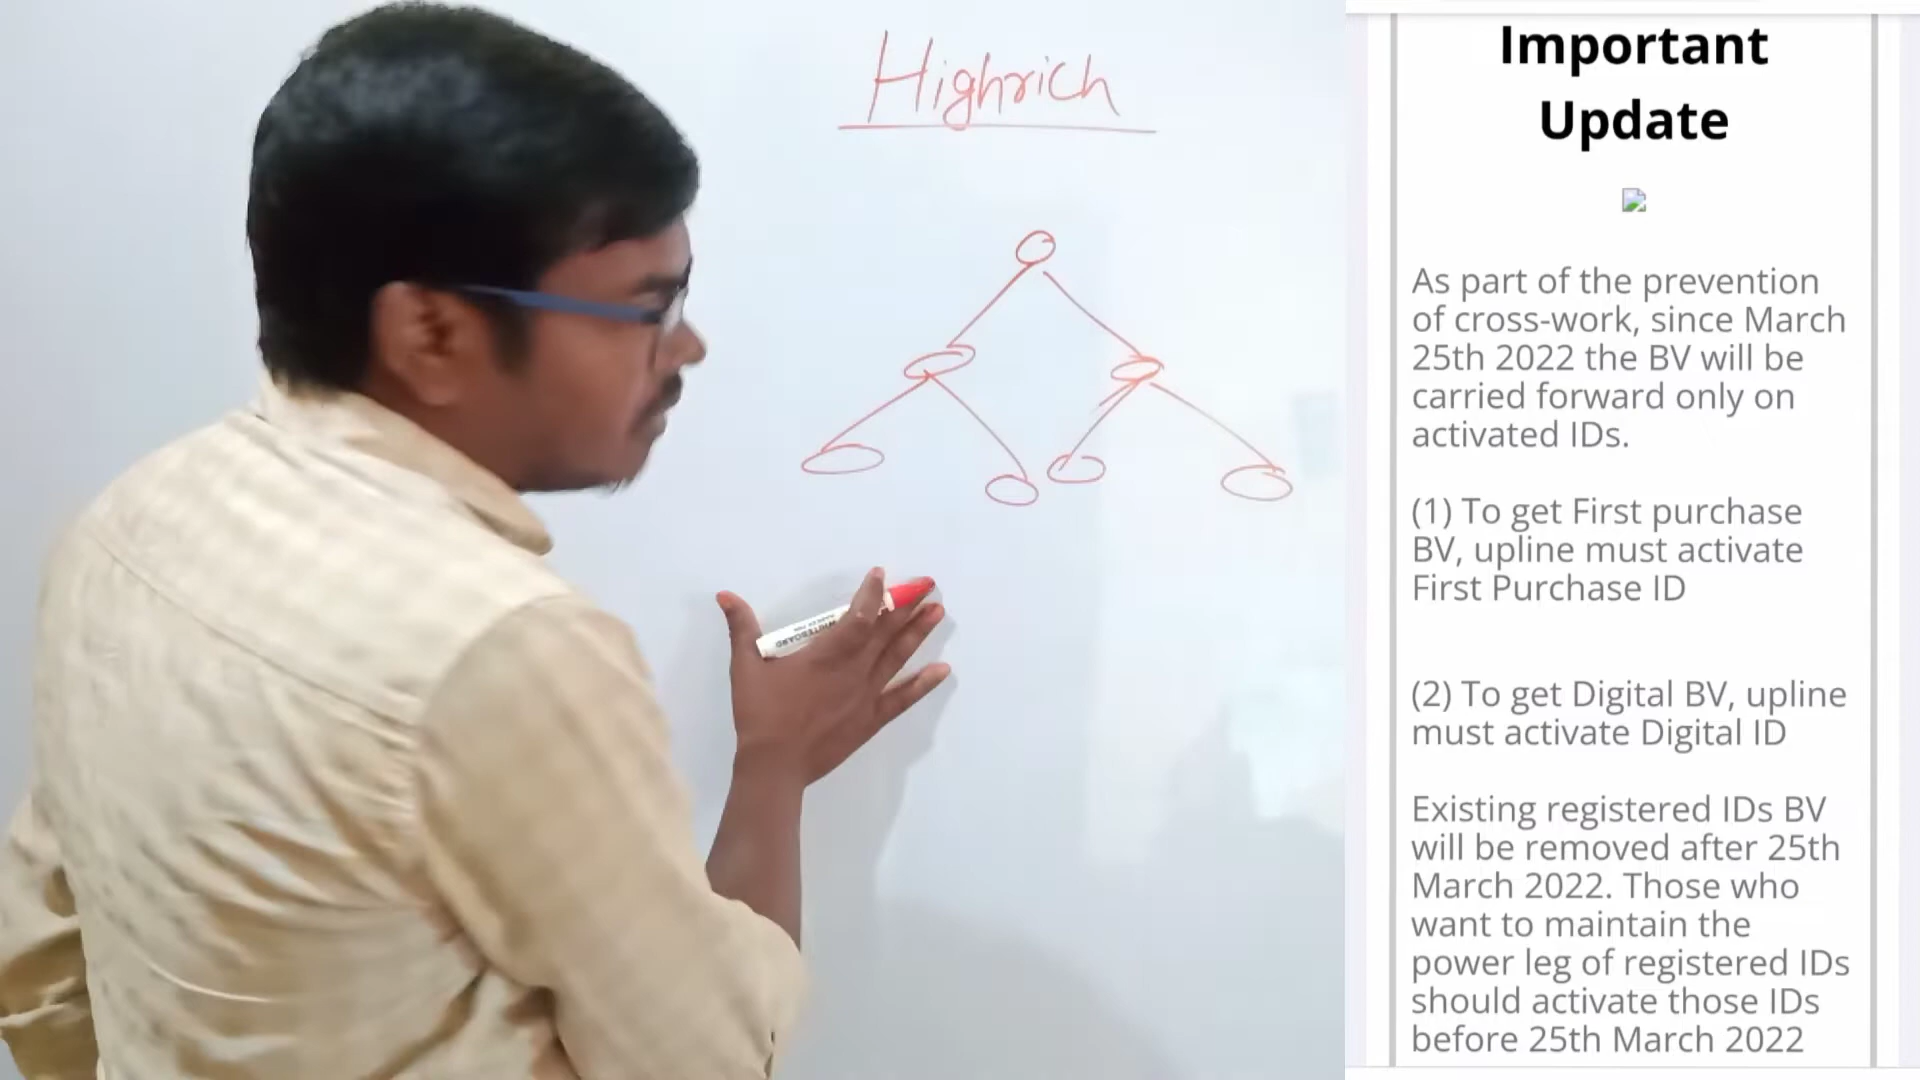 Highrich
WHITEBOARD
Important
Update
As part of the prevention
of cross-work, since March
25th 2022 the BV will be
carried forward only on
activated IDs.
(1) To get First purchase
BV, upline must activate
First Purchase ID
(2) To get Digital BV, upline
must activate Digital ID
Existing registered IDs BV
will be removed after 25th
March 2022. Those who
want to maintain the
power leg of registered IDs
should activate those IDs
before 25th March 2022